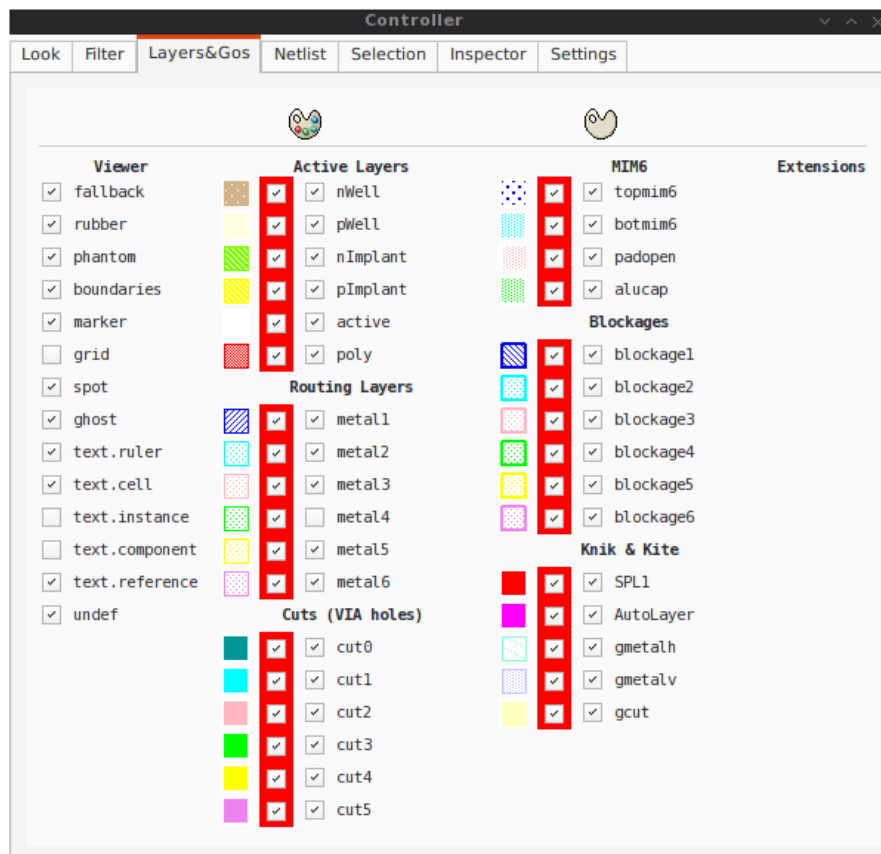 Controller
Look Filter Layers&Gos Netlist Selection Inspector Settings
Viewer Active Layers MIM6 Extensions
fallback nWell topmim6
rubber pWell botmim6
phantom nImplant padopen
boundaries pImplant alucap
marker active Blockages
grid poly blockage1
spot Routing Layers blockage2
ghost metal1 blockage3
text.ruler metal2 blockage4
text.cell metal3 blockage5
text.instance metal4 blockage6
text.component metal5 Knik & Kite
text.reference metal6 SPL1
undef Cuts (VIA holes) AutoLayer
cut0 gmetalh
cut1 gmetalv
cut2 gcut
cut3
cut4
cut5